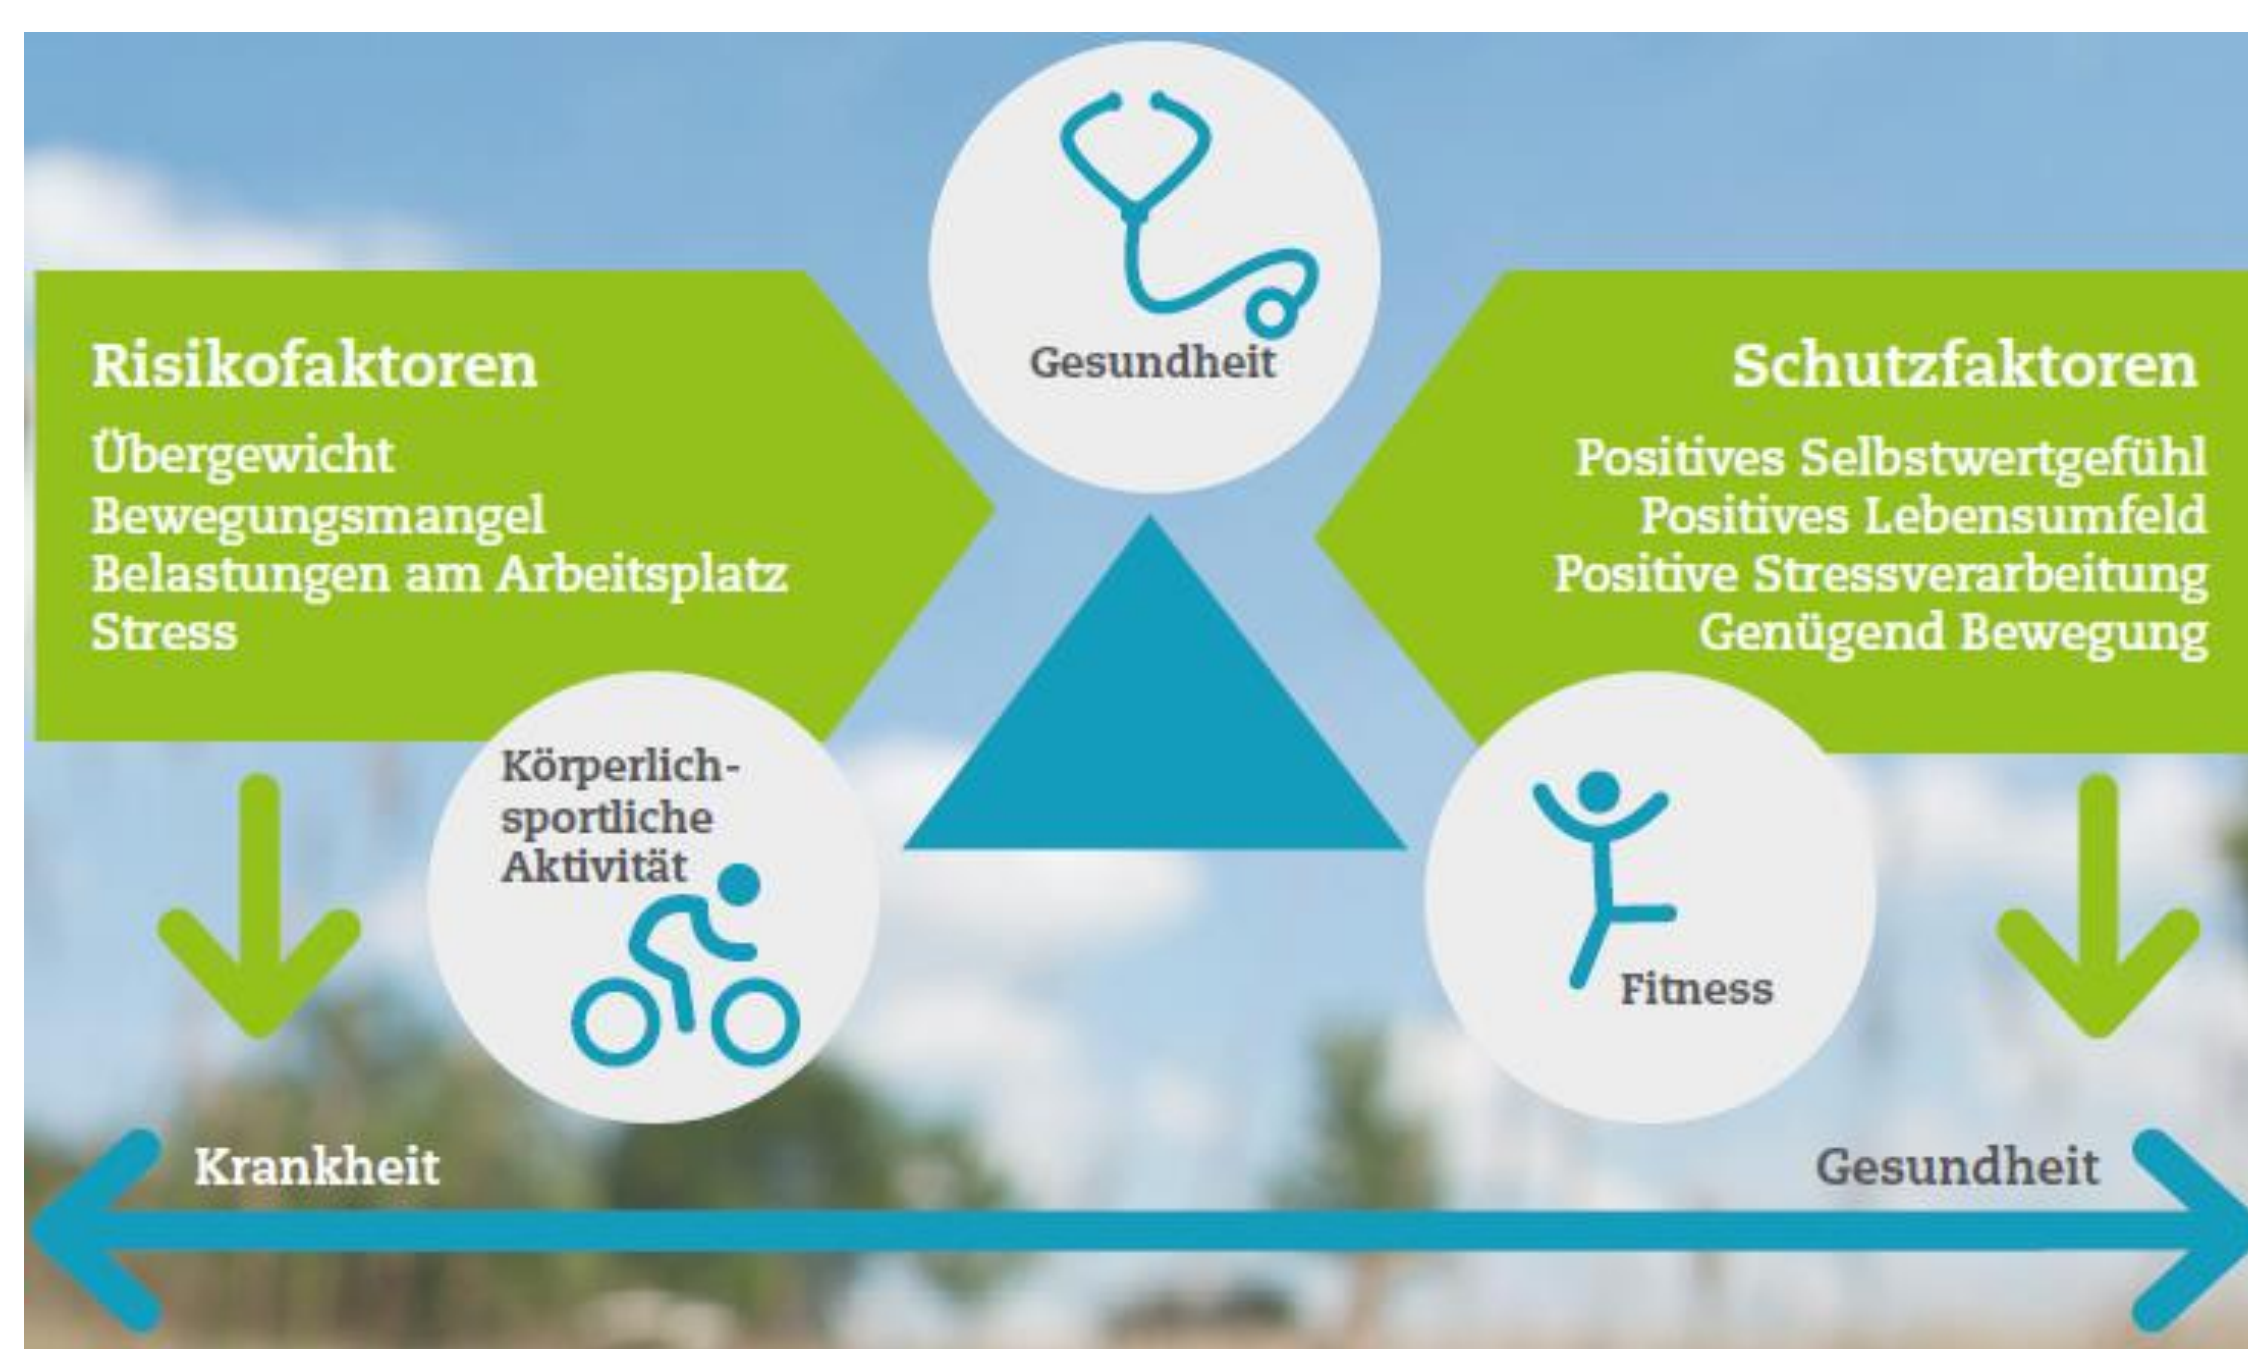 Gesundheit
Risikofaktoren
Übergewicht
Bewegungsmangel
Belastungen am Arbeitsplatz
Stress
Schutzfaktoren
Positives Selbstwertgefühl
Positives Lebensumfeld
Positive Stressverarbeitung
Genügend Bewegung
Körperlich-
sportliche
Aktivität
Fitness
Krankheit
Gesundheit